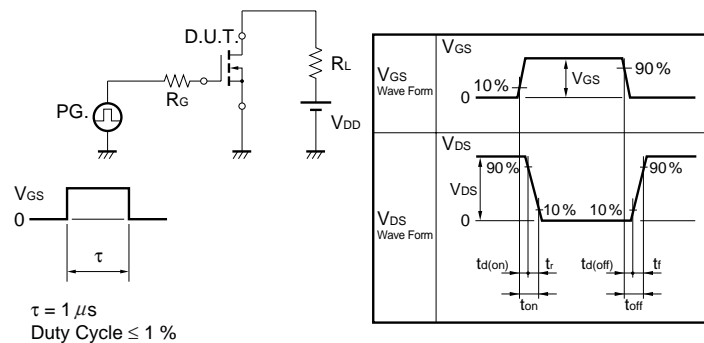 D.U.T.
RG
PG.
RL
VDD
VGS
0
τ
τ = 1 μs
Duty Cycle ≤ 1 %
VGS
Wave Form
VGS
10 %
0
VGS
90 %
VDS
Wave Form
VDS
90 %
VDS
0
10 %
10 %
90 %
td(on)
tr
td(off)
tf
ton
toff